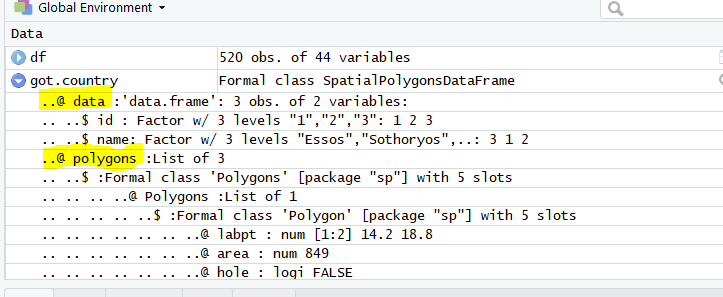 Global Environment
Data
df 520 obs. of 44 variables
got.country Formal class SpatialPolygonsDataFrame
..@ data :'data.frame': 3 obs. of 2 variables:
.. ..$ id : Factor w/ 3 levels "1","2","3": 1 2 3
.. ..$ name: Factor w/ 3 levels "Essos","Sothoryos",..: 3 1 2
..@ polygons :List of 3
.. ..$ :Formal class 'Polygons' [package "sp"] with 5 slots
.. .. .. ..@ Polygons :List of 1
.. .. .. .. ..$ :Formal class 'Polygon' [package "sp"] with 5 slots
.. .. .. .. .. .. ..@ labpt : num [1:2] 14.2 18.8
.. .. .. .. .. .. ..@ area : num 849
.. .. .. .. .. .. ..@ hole : logi FALSE